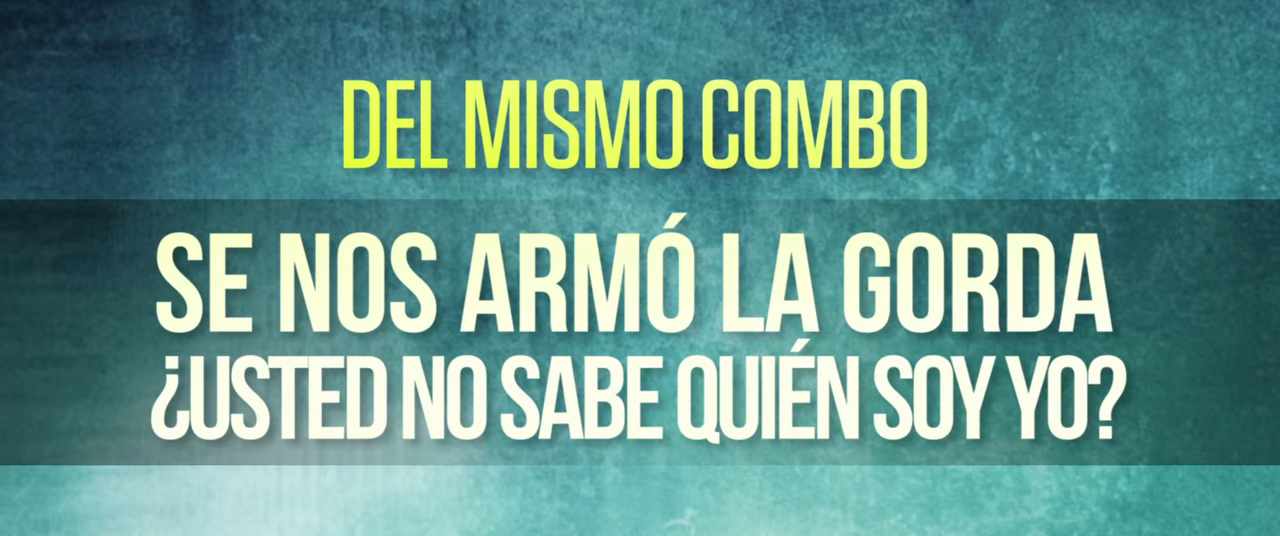 DEL MISMO COMBO
SE NOS ARMÓ LA GORDA
¿USTED NO SABE QUIÉN SOY YO?